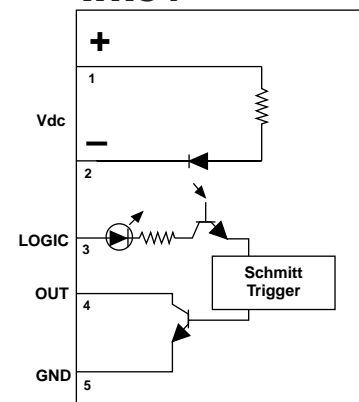 +
1
Vdc
–
2
LOGIC
3
Schmitt
Trigger
OUT
4
GND
5